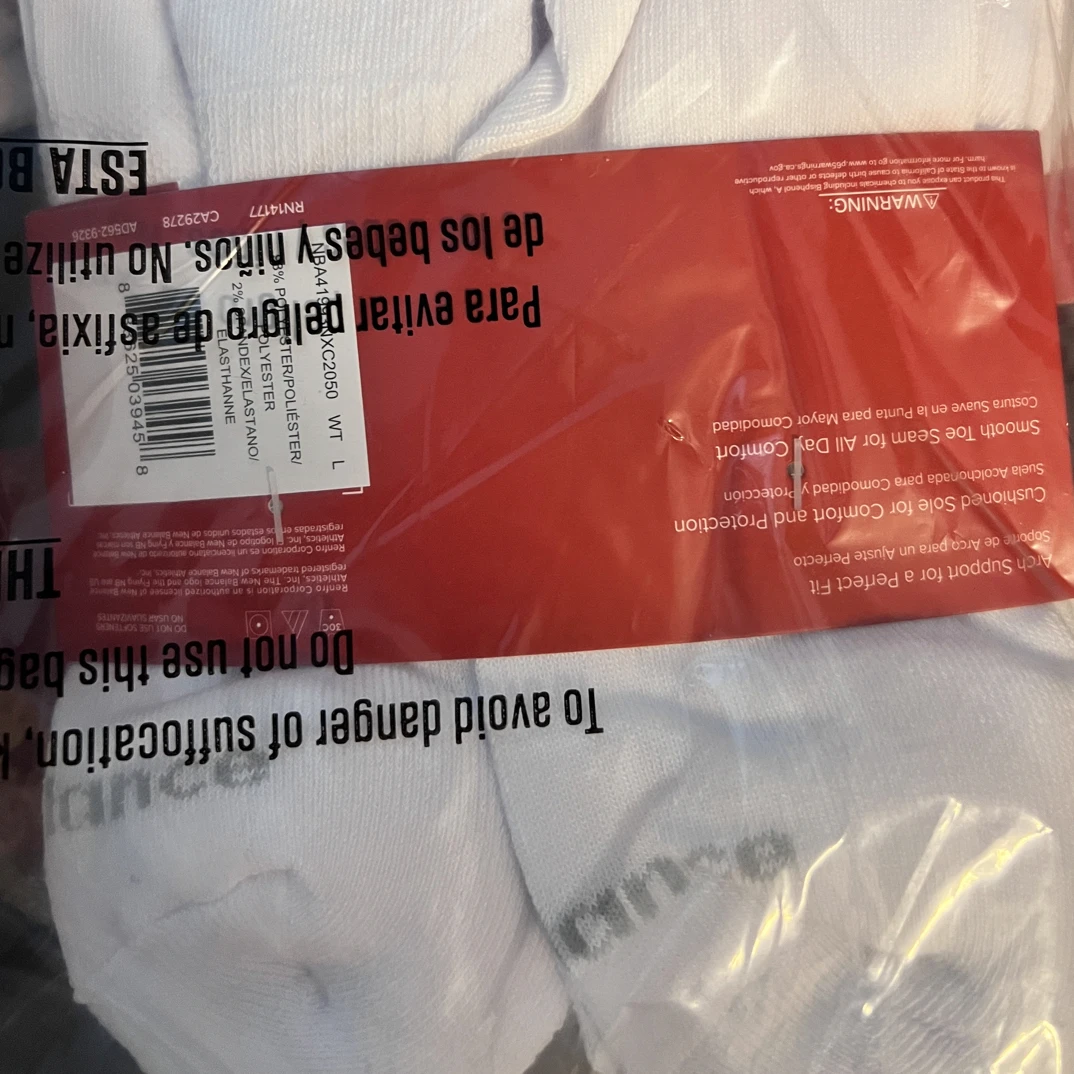 To avoid danger of suffocation,
Do not use this bag
Para evitar peligro de asfixia,
de los bebes y ninos. No utilize
ESTA
Arch Support for a Perfect Fit
Soporte de Arco para un Ajuste Perfecto
Cushioned Sole for Comfort and Protection
Suela Acolchonada para Comodidad y Protección
Smooth Toe Seam for All Day Comfort
Costura Suave en la Punta para Mayor Comodidad
⚠WARNING:
This product can expose you to chemicals including Bisphenol A, which
is known to the State of California to cause birth defects or other reproductive
harm. For more information go to www.p65warnings.ca.gov
30C
DO NOT USE SOFTENERS
NO USAR SUAVIZANTES
Renfro Corporation is an authorized licensee of New Balance
Athletics, Inc. The New Balance logo and the Flying NB are US
registered trademarks of New Balance Athletics, Inc.
Renfro Corporation es un licenciatario autorizado de New Balance
Athletics, Inc. logotipo de New Balance y Flying NB son marcas
registradas en los estados unidos de New Balance Athletics, Inc.
WT L
2%
ELASTHANNE
RN14177 CA29278 AD562-9326
ance
ance